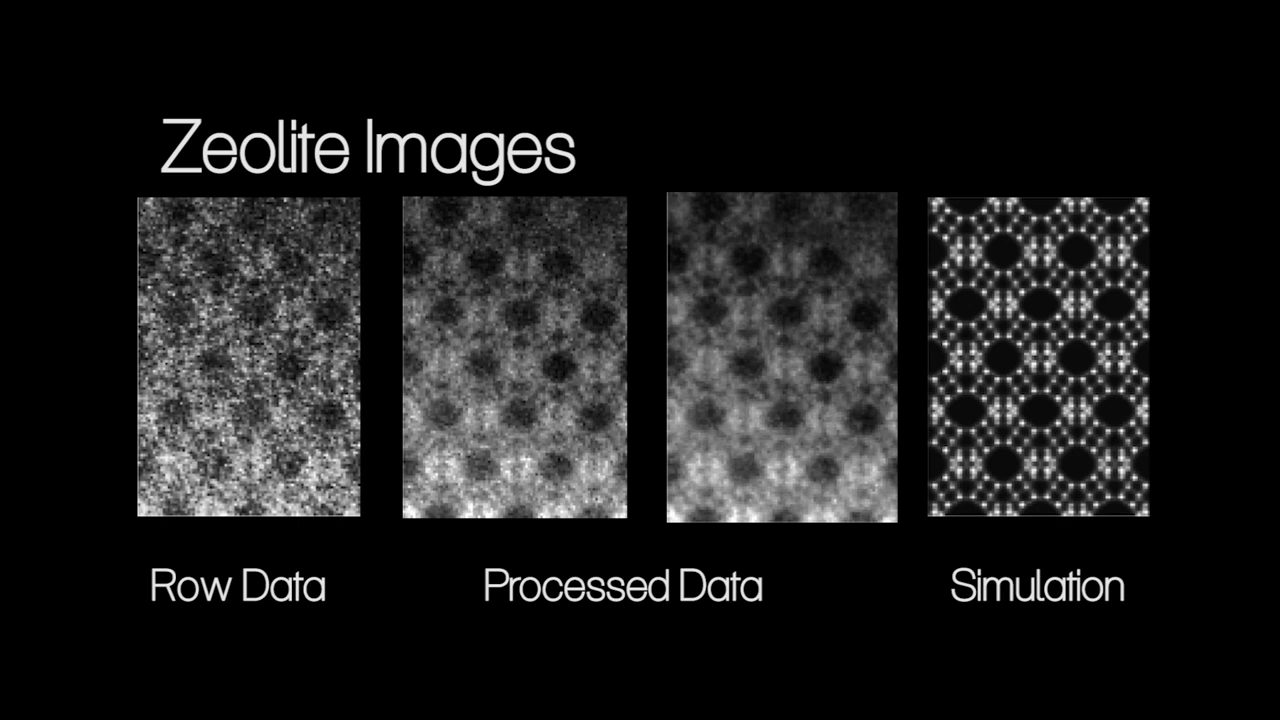 Zeolite Images
Row Data
Processed Data
Simulation